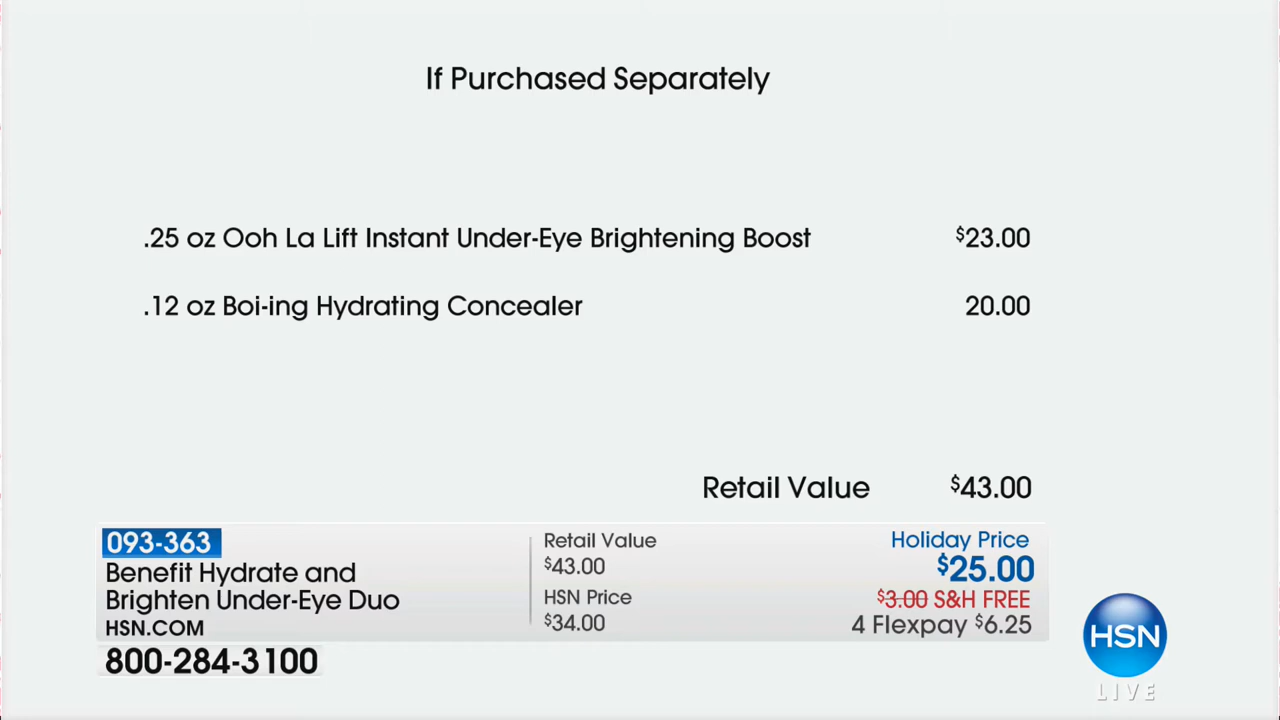 If Purchased Separately
.25 oz Ooh La Lift Instant Under-Eye Brightening Boost $23.00
.12 oz Boi-ing Hydrating Concealer 20.00
Retail Value $43.00
093-363
Benefit Hydrate and
Brighten Under-Eye Duo
HSN.COM
800-284-3100
Retail Value
$43.00
HSN Price
$34.00
Holiday Price
$25.00
$3.00 S&H FREE
4 Flexpay $6.25
HSN
LIVE